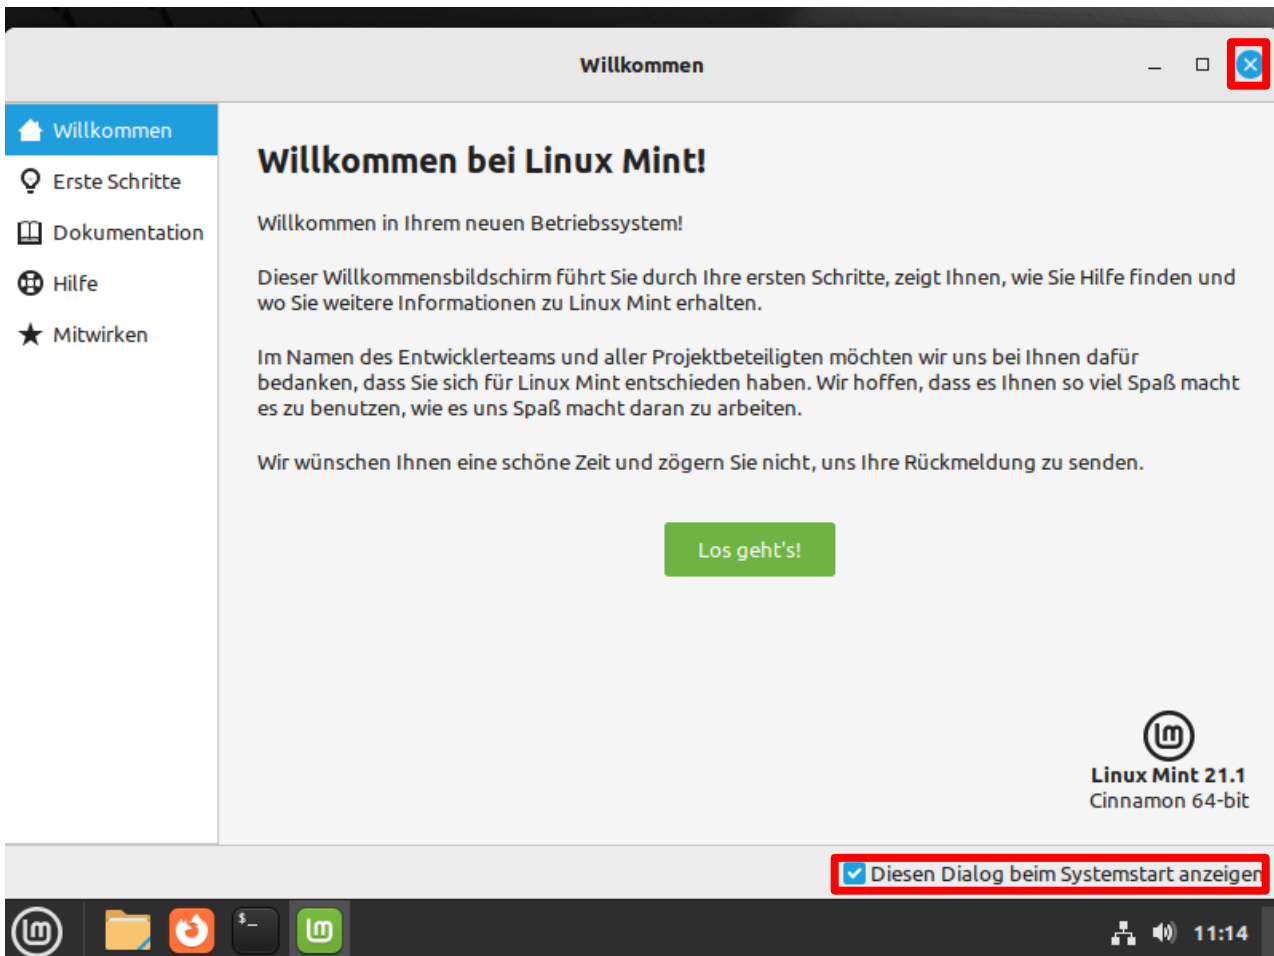 Willkommen
Willkommen
Erste Schritte
Dokumentation
Hilfe
Mitwirken
Willkommen bei Linux Mint!
Willkommen in Ihrem neuen Betriebssystem!
Dieser Willkommensbildschirm führt Sie durch Ihre ersten Schritte, zeigt Ihnen, wie Sie Hilfe finden und
wo Sie weitere Informationen zu Linux Mint erhalten.
Im Namen des Entwicklerteams und aller Projektbeteiligten möchten wir uns bei Ihnen dafür
bedanken, dass Sie sich für Linux Mint entschieden haben. Wir hoffen, dass es Ihnen so viel Spaß macht
es zu benutzen, wie es uns Spaß macht daran zu arbeiten.
Wir wünschen Ihnen eine schöne Zeit und zögern Sie nicht, uns Ihre Rückmeldung zu senden.
Los geht's!
Linux Mint 21.1
Cinnamon 64-bit
Diesen Dialog beim Systemstart anzeigen
$_
11:14